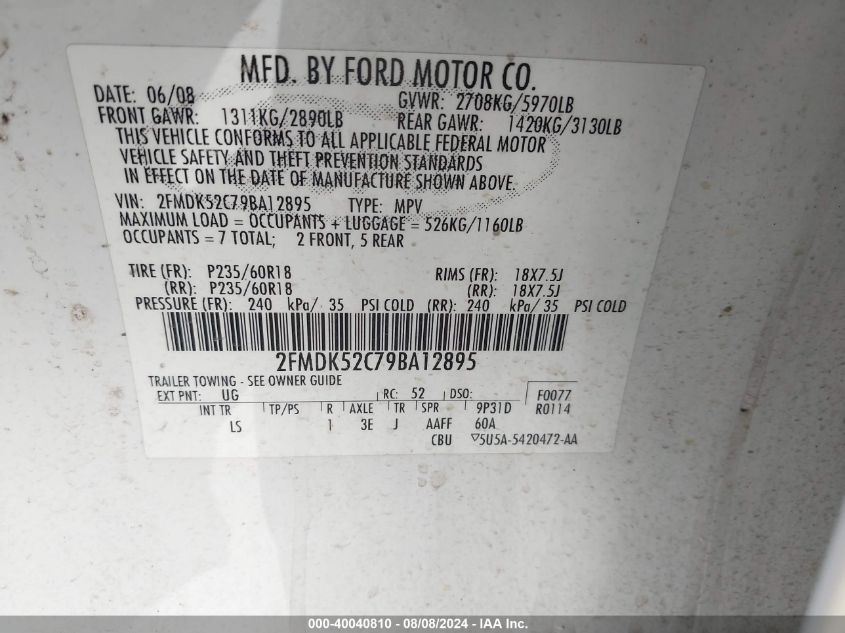 MFD. BY FORD MOTOR CO.
DATE: 06/08 GVWR: 2708KG/5970LB
FRONT GAWR: 1311KG/2890LB REAR GAWR: 1420KG/3130LB
THIS VEHICLE CONFORMS TO ALL APPLICABLE FEDERAL MOTOR
VEHICLE SAFETY AND THEFT PREVENTION STANDARDS
IN EFFECT ON THE DATE OF MANUFACTURE SHOWN ABOVE.
VIN: 2FMDK52C79BA12895 TYPE: MPV
MAXIMUM LOAD = OCCUPANTS + LUGGAGE = 526KG/1160LB
OCCUPANTS = 7 TOTAL; 2 FRONT, 5 REAR
TIRE (FR): P235/60R18 RIMS (FR): 18X7.5J
(RR): P235/60R18 (RR): 18X7.5J
PRESSURE (FR): 240 kPa/ 35 PSI COLD (RR): 240 kPa/ 35 PSI COLD
2FMDK52C79BA12895
TRAILER TOWING - SEE OWNER GUIDE
EXT PNT: UG RC: 52 DSO: F0077
INT TR TP/PS R AXLE TR SPR 9P31D R0114
LS 1 3E J AAFF 60A
CBU ▽5U5A-5420472-AA
000-40040810 - 08/08/2024 - IAA Inc.